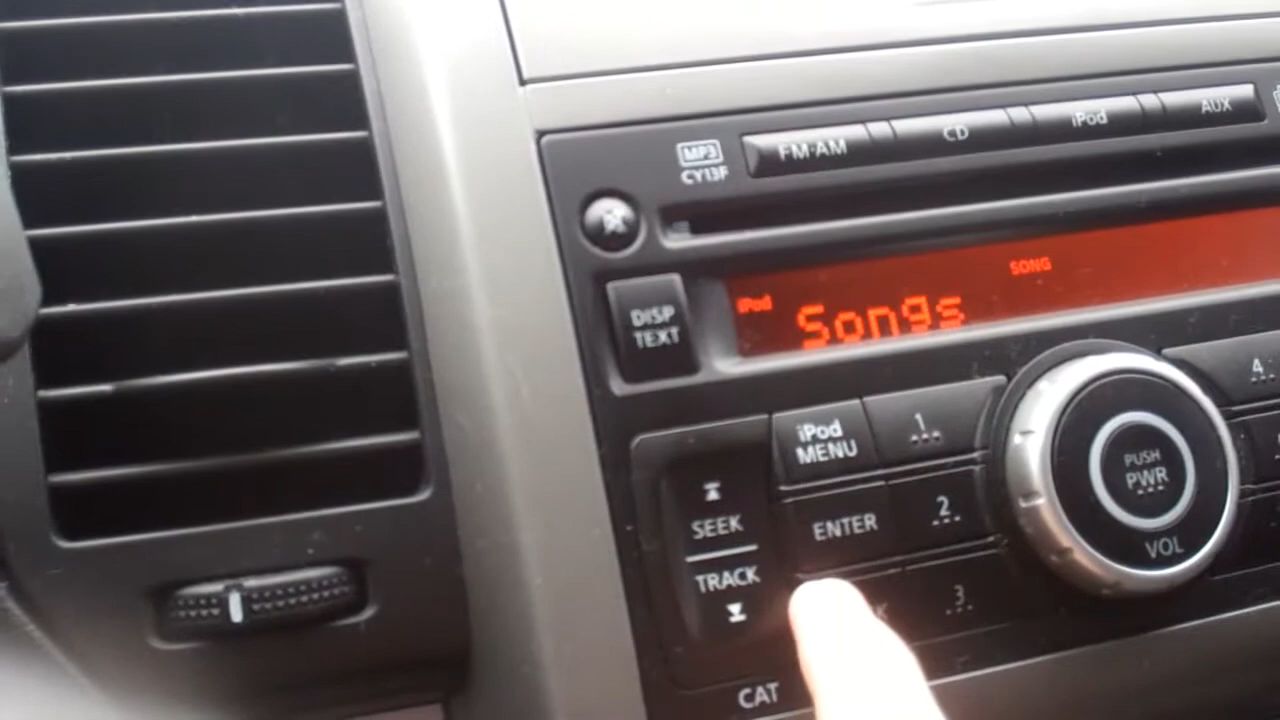 FM·AM
CD
iPod
AUX
MP3
CY13F
iPod
SONG
Songs
DISP
TEXT
iPod
MENU
1
4
SEEK
TRACK
ENTER
2
3
PUSH
PWR
VOL
CAT